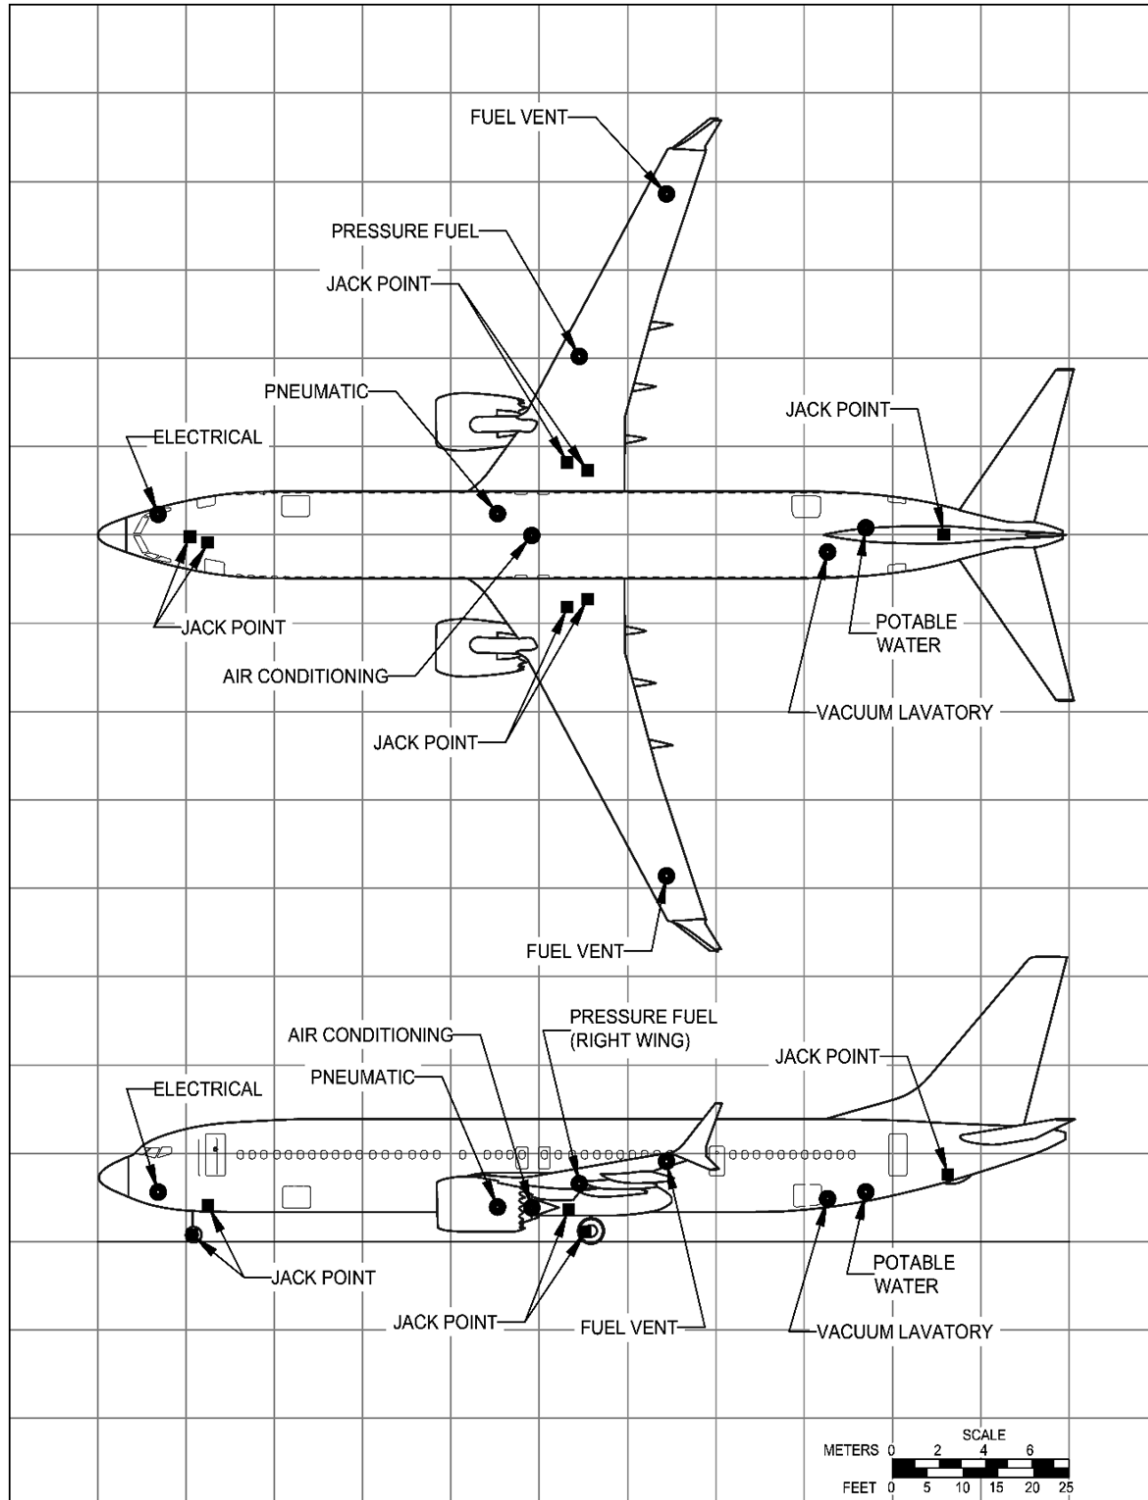 FUEL VENT
PRESSURE FUEL
JACK POINT
PNEUMATIC
JACK POINT
ELECTRICAL
JACK POINT
POTABLE
WATER
AIR CONDITIONING
VACUUM LAVATORY
JACK POINT
FUEL VENT
PRESSURE FUEL
(RIGHT WING)
AIR CONDITIONING
JACK POINT
PNEUMATIC
ELECTRICAL
POTABLE
WATER
JACK POINT
JACK POINT
FUEL VENT
VACUUM LAVATORY
SCALE
METERS 0 2 4 6
FEET 0 5 10 15 20 25